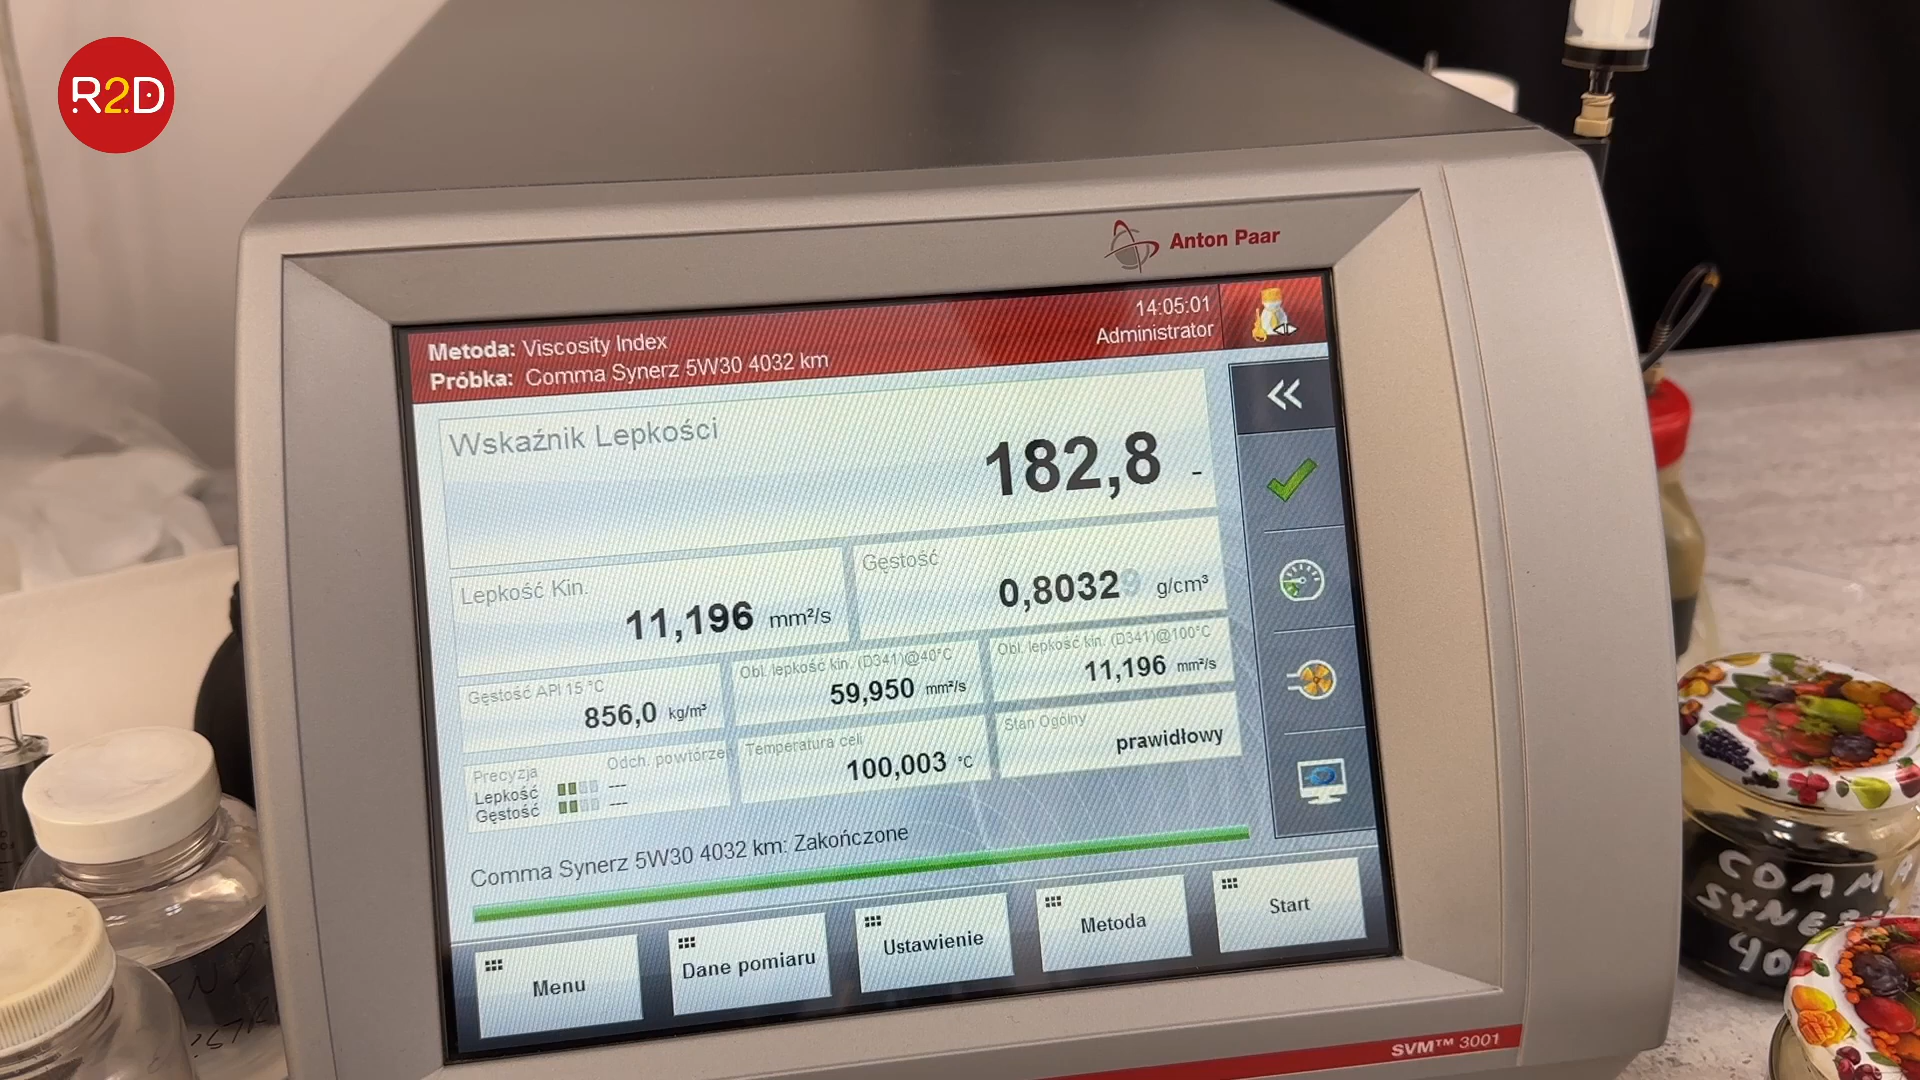 R2D
Anton Paar
Metoda: Viscosity Index
Próbka: Comma Synerz 5W30 4032 km
14:05:01
Administrator
Wskaźnik Lepkości
182,8 -
Lepkość Kin.
11,196 mm²/s
Gęstość
0,80329 g/cm³
Gęstość API 15 °C
856,0 kg/m³
Obl. lepkość kin. (D341)@40°C
59,950 mm²/s
Obl. lepkość kin. (D341)@100°C
11,196 mm²/s
Precyzja
Odch. powtórzeń
Lepkość ---
Gęstość ---
Temperatura celi
100,003 °C
Stan Ogólny
prawidłowy
Comma Synerz 5W30 4032 km: Zakończone
Menu
Dane pomiaru
Ustawienie
Metoda
Start
SVM™ 3001
COMMA
SYNE
40